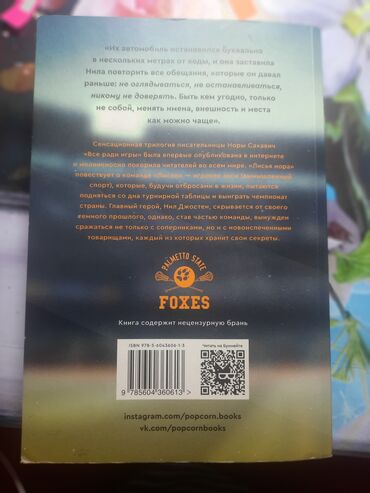 «Их автомобиль остановился буквально
в нескольких метрах от воды, и она заставила
Нила повторить все обещания, которые он давал
раньше: не оглядываться, не останавливаться,
никому не доверять. Быть кем угодно, только
не собой, менять имена, внешность и места
как можно чаще».
Сенсационная трилогия писательницы Норы Сакавич
«Все ради игры» была впервые опубликована в интернете
и молниеносно покорила читателей во всем мире. «Лисья нора»
повествует о команде «Лисов» — игроков экси (вымышленный
спорт), которые, будучи отбросами в жизни, пытаются
подняться со дна турнирной таблицы и выиграть чемпионат
страны. Главный герой, Нил Джостен, скрывается от своего
темного прошлого, однако, став частью команды, вынужден
сражаться не только с соперниками, но и с новоиспеченными
товарищами, каждый из которых хранит свои секреты.
PALMETTO STATE
FOXES
Книга содержит нецензурную брань
ISBN 978-5-6043606-1-3
Читать на Букмейте
9 785604 360613 >
instagram.com/popcorn.books
vk.com/popcornbooks